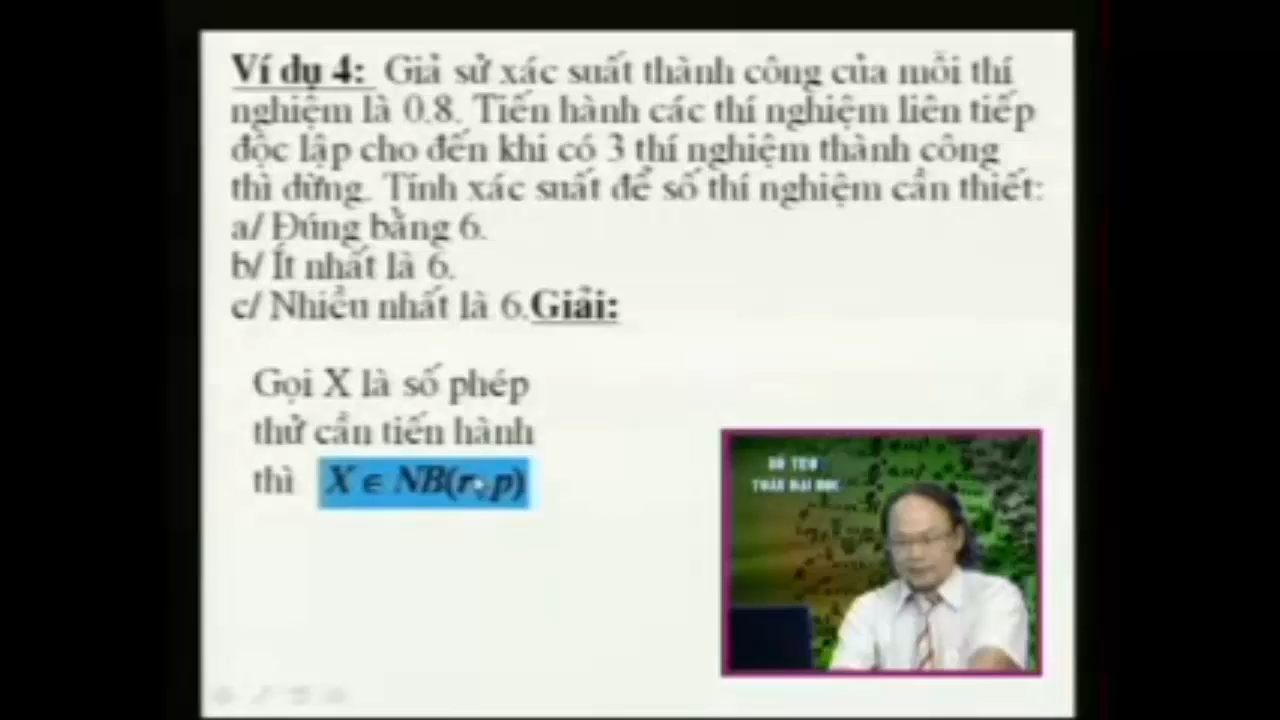 Ví dụ 4: Giả sử xác suất thành công của mỗi thí
nghiệm là 0.8. Tiến hành các thí nghiệm liên tiếp
độc lập cho đến khi có 3 thí nghiệm thành công
thì dừng. Tính xác suất để số thí nghiệm cần thiết:
a/ Đúng bằng 6.
b/ Ít nhất là 6.
c/ Nhiều nhất là 6.Giải:
Gọi X là số phép
thử cần tiến hành
thì X ∈ NB(r, p)
TOÁN ĐẠI HỌC